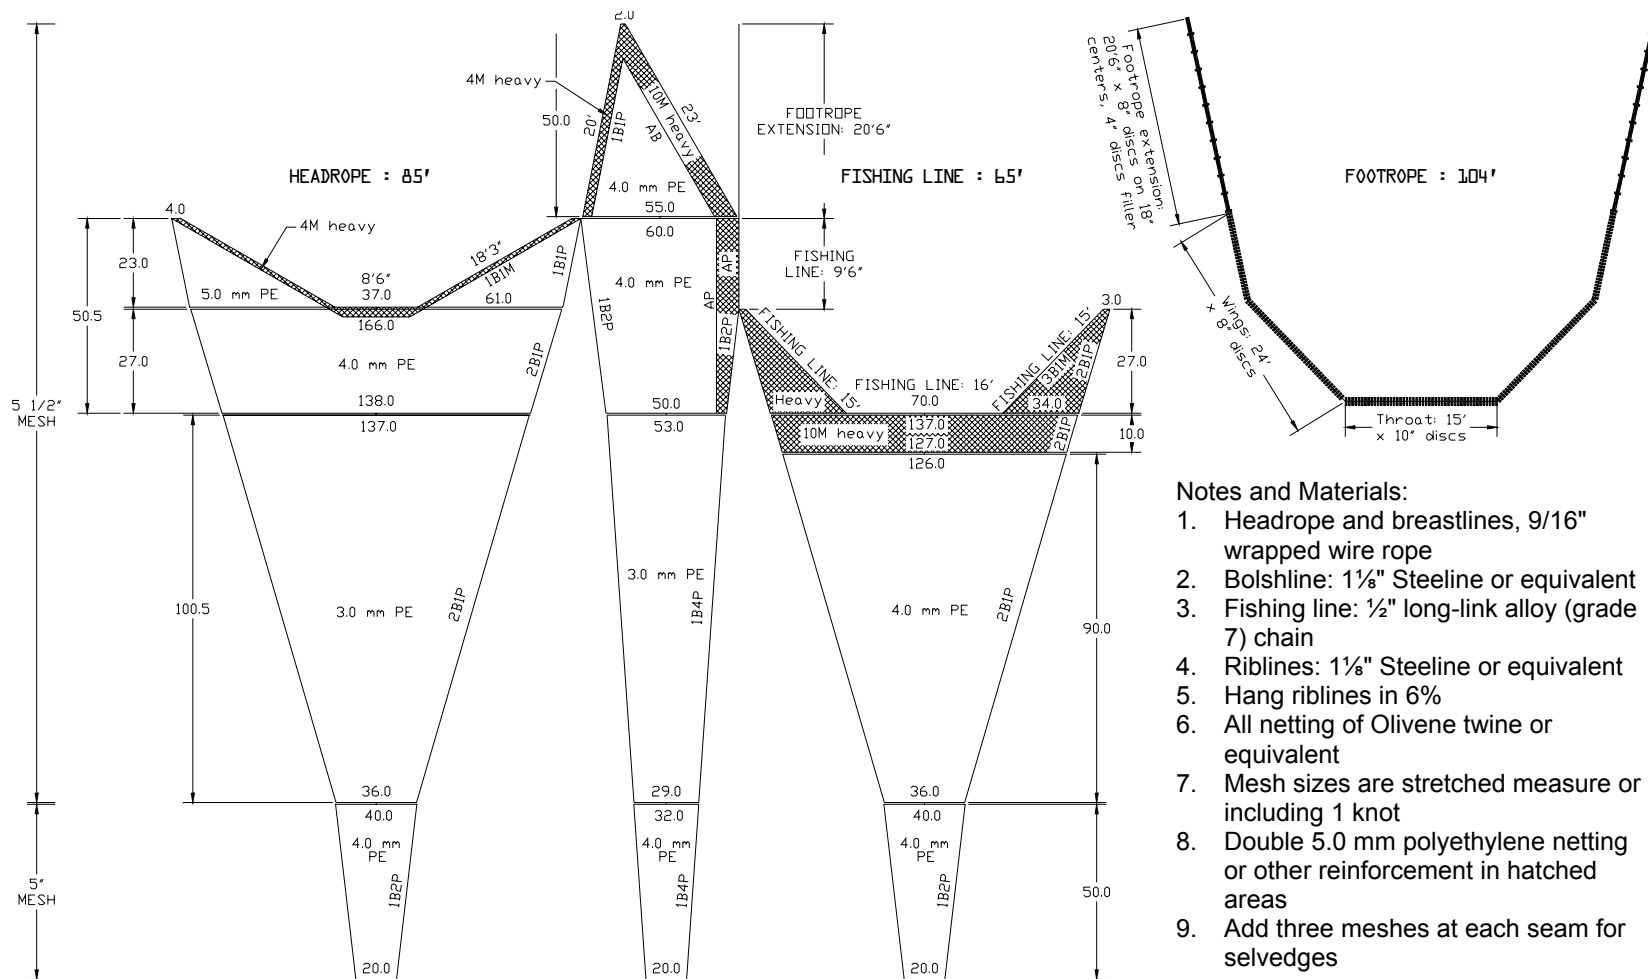 2.0
4M heavy
50.0
20'
1B1P
10M heavy
23'
AB
4.0 mm PE
55.0
60.0
FOOTROPE
EXTENSION: 20'6"
HEADROPE : 85'
FISHING LINE : 65'
FOOTROPE : 104'
Footrope extension:
20'6" x 8" discs on 18"
centers, 4" discs filler
4.0
4M heavy
23.0
8'6"
37.0
18'3"
1B1M
1B1P
5.0 mm PE
61.0
50.5
166.0
27.0
4.0 mm PE
2B1P
138.0
137.0
5 1/2"
MESH
4.0 mm PE
AP
AP
1B2P
1B2P
50.0
53.0
FISHING
LINE: 9'6"
3.0
FISHING LINE: 15'
FISHING LINE: 15'
3B1M
2B1P
27.0
FISHING LINE: 16'
70.0
Heavy
34.0
137.0
10M heavy
127.0
2B1P
10.0
126.0
Wings: 24'
x 8" discs
Throat: 15'
x 10" discs
100.5
3.0 mm PE
2B1P
3.0 mm PE
1B4P
4.0 mm PE
2B1P
90.0
36.0
40.0
4.0 mm
PE
1B2P
20.0
29.0
32.0
4.0 mm
PE
1B4P
20.0
36.0
40.0
4.0 mm
PE
1B2P
20.0
50.0
5"
MESH
Notes and Materials:
1. Headrope and breastlines, 9/16"
wrapped wire rope
2. Bolshline: 1⅛" Steeline or equivalent
3. Fishing line: ½" long-link alloy (grade
7) chain
4. Riblines: 1⅛" Steeline or equivalent
5. Hang riblines in 6%
6. All netting of Olivene twine or
equivalent
7. Mesh sizes are stretched measure or
including 1 knot
8. Double 5.0 mm polyethylene netting
or other reinforcement in hatched
areas
9. Add three meshes at each seam for
selvedges